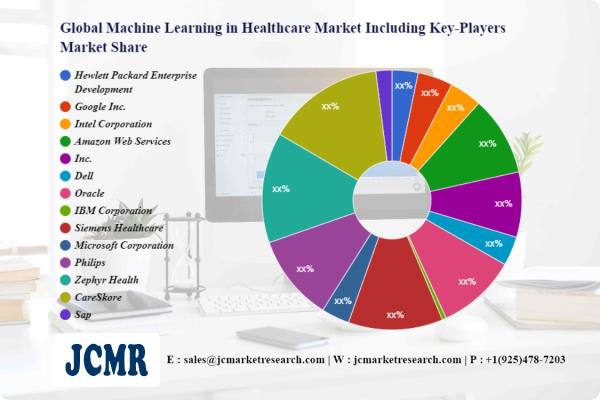 Global Machine Learning in Healthcare Market Including Key-Players
Market Share
Hewlett Packard Enterprise
Development
Google Inc.
Intel Corporation
Amazon Web Services
Inc.
Dell
Oracle
IBM Corporation
Siemens Healthcare
Microsoft Corporation
Philips
Zephyr Health
CareSkore
Sap
xx%
xx%
xx%
xx%
xx%
xx%
xx%
xx%
xx%
xx%
xx%
xx%
JCMR
E : sales@jcmarketresearch.com | W : jcmarketresearch.com | P : +1(925)478-7203